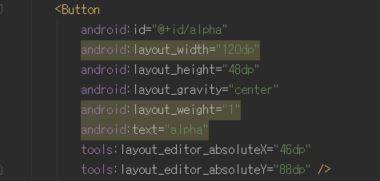 <Button
android:id="@+id/alpha"
android:layout_width="120dp"
android:layout_height="48dp"
android:layout_gravity="center"
android:layout_weight="1"
android:text="alpha"
tools:layout_editor_absoluteX="46dp"
tools:layout_editor_absoluteY="88dp" />